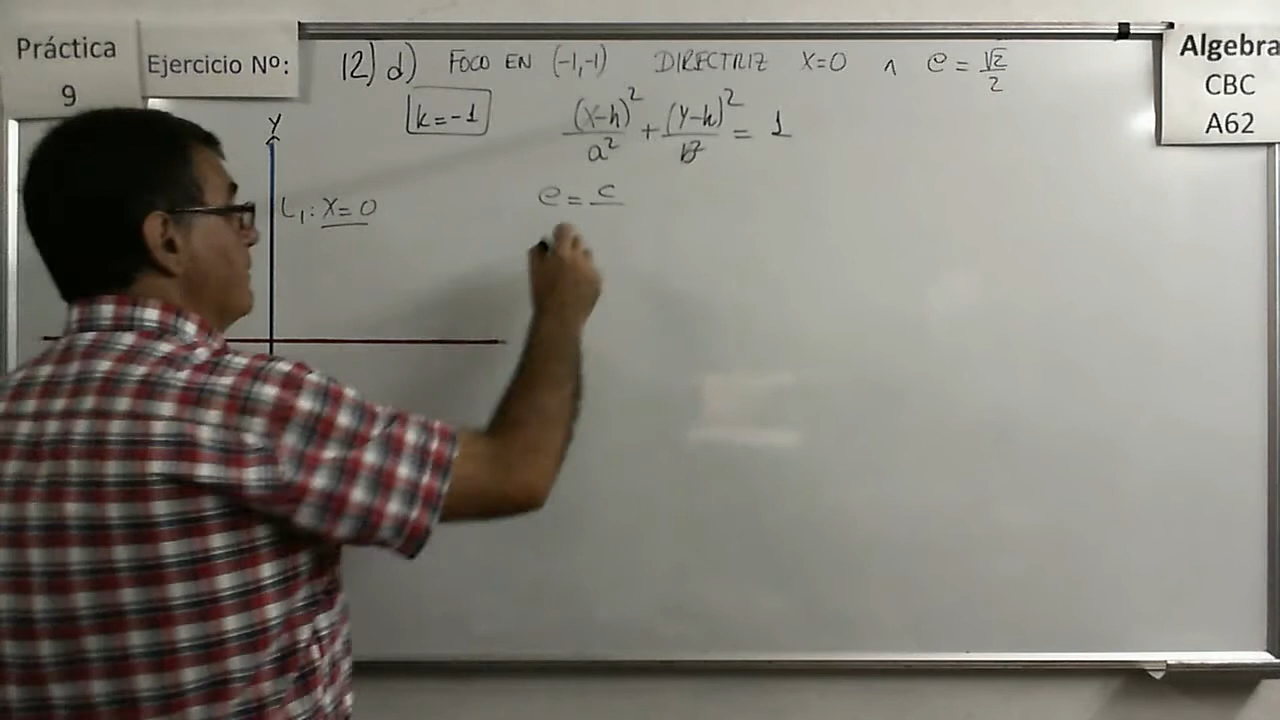 Práctica
9
Ejercicio Nº:
12) d) FOCO EN (-1,-1) DIRECTRIZ X=0 ∧ e = √2/2
Algebra
CBC
A62
k=-1
(X-h)²/a² + (Y-k)²/b² = 1
Y
L₁: X=0
e = c